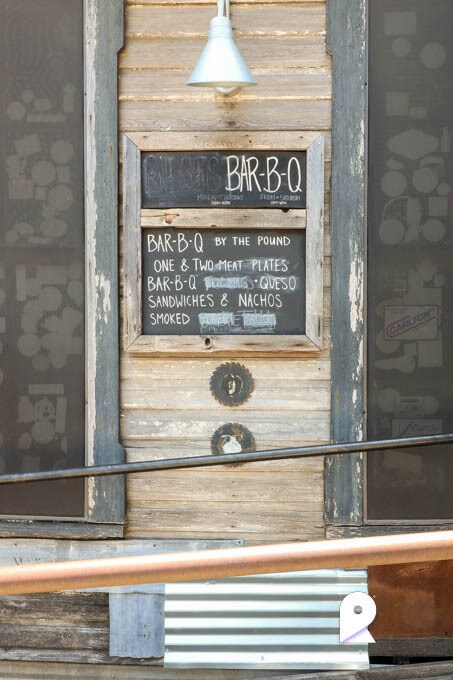 BAR-B-Q
BAR-B-Q BY THE POUND
ONE & TWO MEAT PLATES
BAR-B-Q + QUESO
SANDWICHES & NACHOS
SMOKED
CARLTON